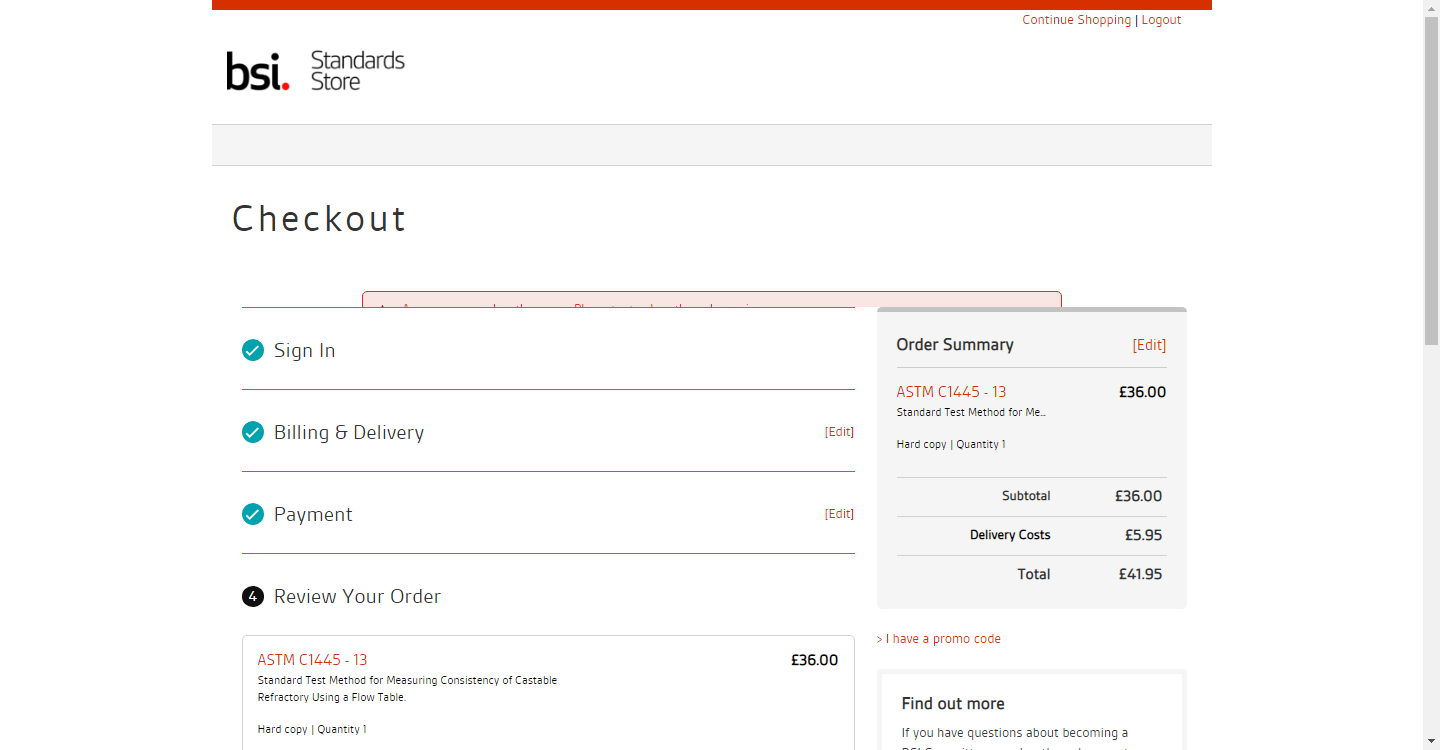 Continue Shopping | Logout
bsi. Standards Store
Checkout
Sign In
Billing & Delivery [Edit]
Payment [Edit]
4 Review Your Order
ASTM C1445 - 13 £36.00
Standard Test Method for Measuring Consistency of Castable
Refractory Using a Flow Table.
Hard copy | Quantity 1
Order Summary [Edit]
ASTM C1445 - 13 £36.00
Standard Test Method for Me...
Hard copy | Quantity 1
Subtotal £36.00
Delivery Costs £5.95
Total £41.95
> I have a promo code
Find out more
If you have questions about becoming a